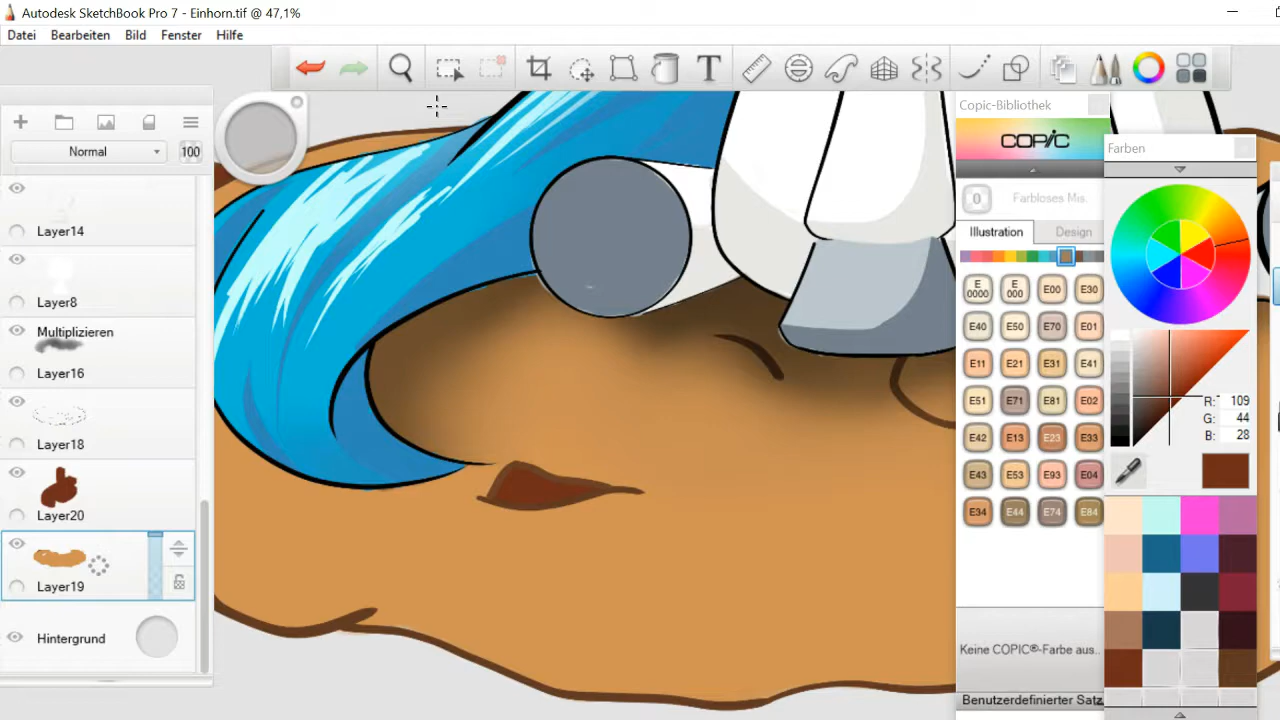 Autodesk SketchBook Pro 7 - Einhorn.tif @ 47,1%
Datei Bearbeiten Bild Fenster Hilfe
Normal 100
Layer14
Layer8
Multiplizieren
Layer16
Layer18
Layer20
Layer19
Hintergrund
T
Copic-Bibliothek
COPIC
0 Farbloses Mis.
Illustration Design
E 0000 E 000 E00 E30
E40 E50 E70 E01
E11 E21 E31 E41
E51 E71 E81 E02
E42 E13 E23 E33
E43 E53 E93 E04
E34 E44 E74 E84
Keine COPIC®-Farbe aus..
Benutzerdefinierter Satz
Farben
R: 109
G: 44
B: 28